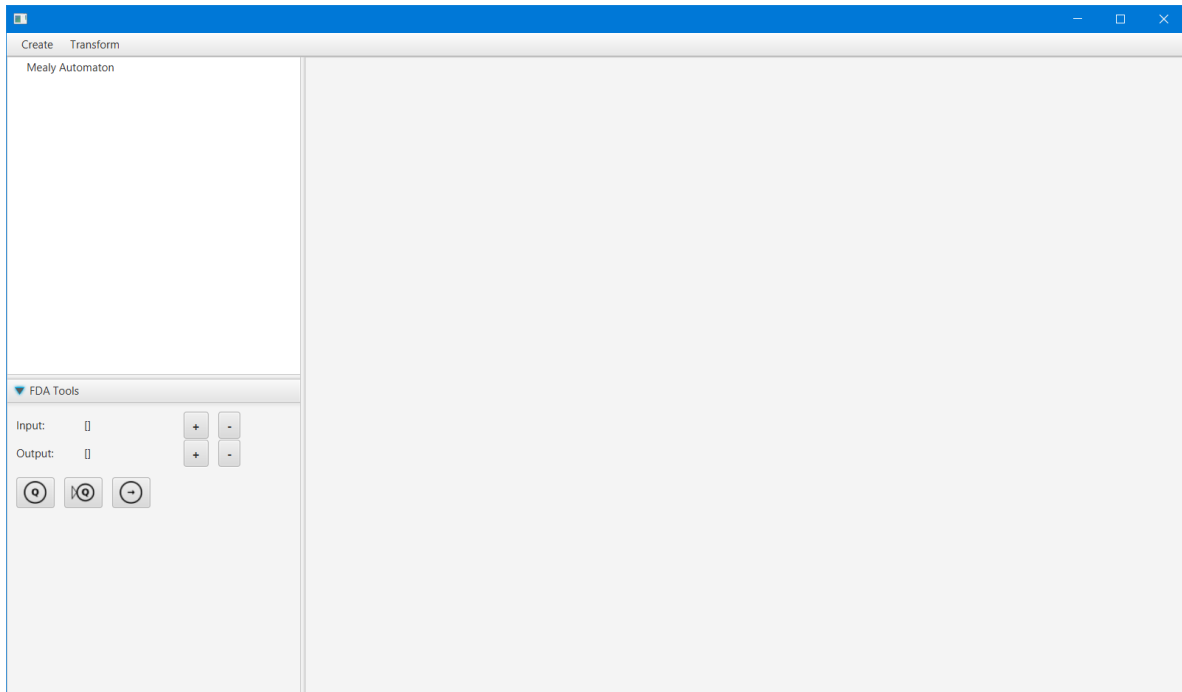 Create Transform
Mealy Automaton
FDA Tools
Input: [] + -
Output: [] + -
Q Q →